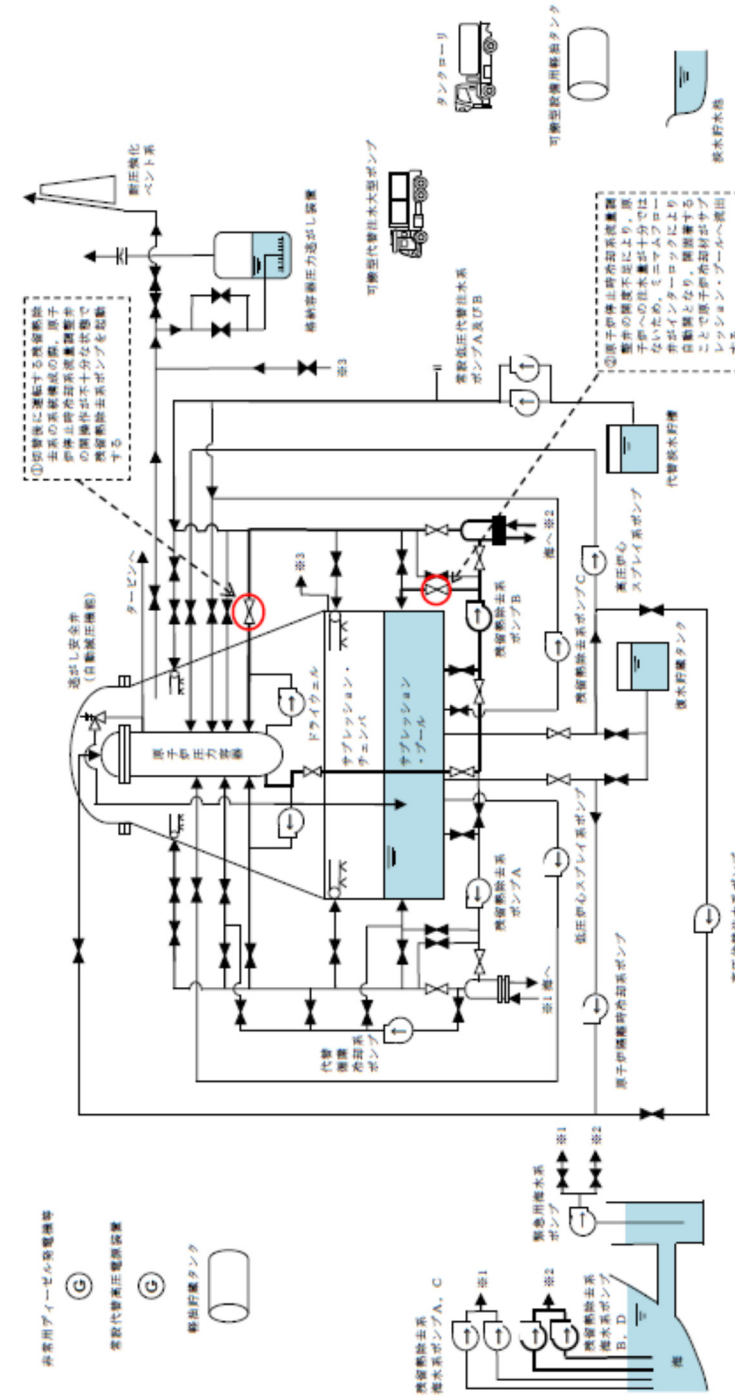 非常用ディーゼル発電機等
G
常設代替高圧電源装置
G
軽油貯蔵タンク
残留熱除去系
海水系ポンプA,C
※1
※2
残留熱除去系
海水系ポンプ
B,D
海
緊急用海水系
ポンプ
※1
※2
逃がし安全弁
(自動減圧機能)
タービンへ
原子炉圧力容器
ドライウェル
サプレッション・
チェンバ
サプレッション
・プール
※3
代替
循環
冷却系
ポンプ
※1
海へ
残留熱除去系
ポンプA
残留熱除去系
ポンプB
海へ
※2
低圧炉心スプレイ系ポンプ
残留熱除去系ポンプC
原子炉隔離時冷却系ポンプ
高圧炉心
スプレイ系ポンプ
復水貯蔵タンク
代替淡水貯槽
常設低圧代替注水系
ポンプA及びB
①切替後に運転する残留熱除
去系の系統構成の際、原子
炉停止時冷却系流量調整弁
の開操作が不十分な状態で
残留熱除去系ポンプを起動
する
②原子炉停止時冷却系流量調
整弁の開度不足により、原
子炉への注水量が十分では
ないため、ミニマムフロー
弁がインターロックにより
自動開となり、開固着する
ことで原子炉冷却材がサプ
レッション・プールへ流出
する
※3
耐圧強化
ベント系
格納容器圧力逃がし装置
可搬型代替注水大型ポンプ
タンクローリ
可搬型設備用軽油タンク
淡水貯水池